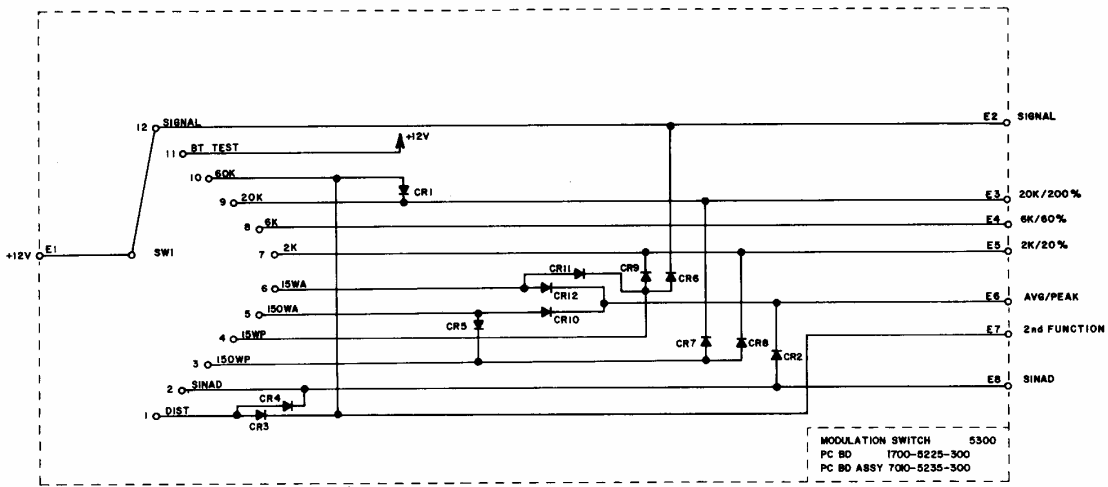 12 SIGNAL
E2 SIGNAL
11 BT TEST
+12V
10 60K
CR1
9 20K
E3 20K/200%
8 6K
E4 6K/60%
+12V E1
SW1
7 2K
E5 2K/20%
CR11
CR9
CR6
6 15WA
CR12
E6 AVG/PEAK
5 150WA
CR10
CR5
4 15WP
E7 2nd FUNCTION
CR7
CR8
CR2
3 150WP
2 SINAD
E8 SINAD
CR4
1 DIST
CR3
MODULATION SWITCH 5300
PC BD 1700-5225-300
PC BD ASSY 7010-5235-300